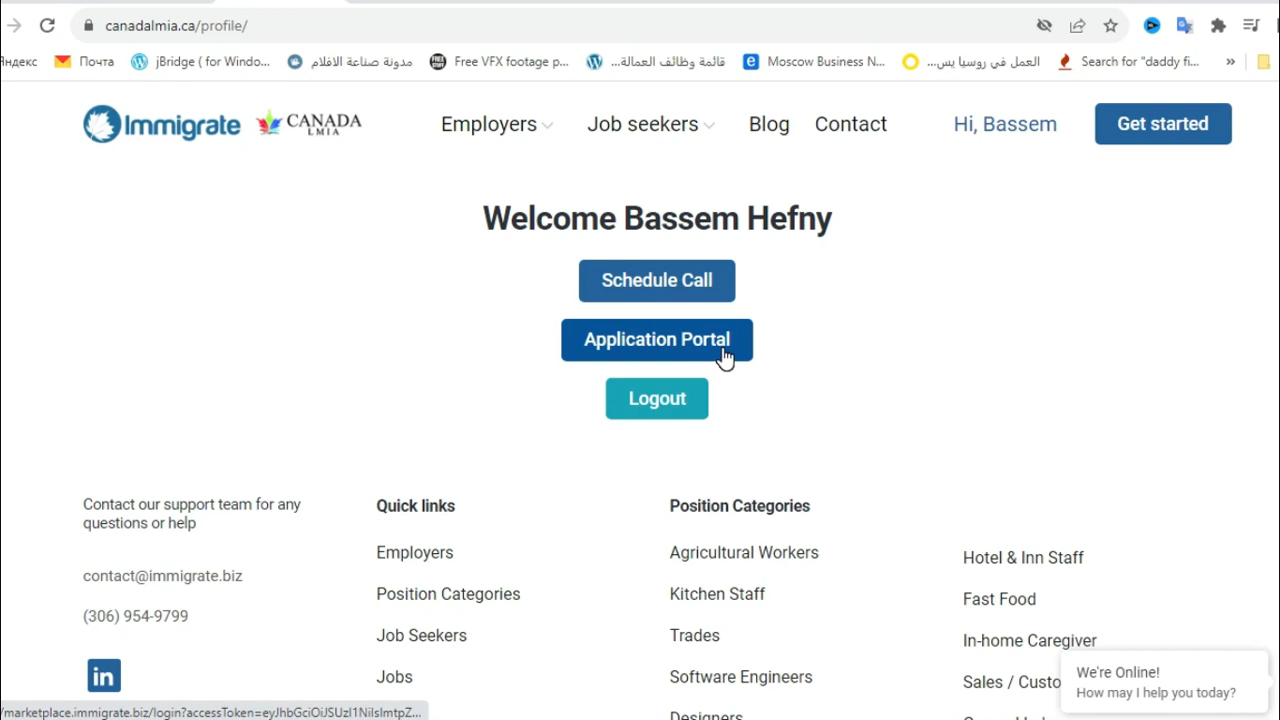 canadalmia.ca/profile/
ндекс
Почта
jBridge ( for Windo...
مدونة صناعة الافلام
Free VFX footage p...
قائمة وظائف العمالة...
Moscow Business N...
العمل في روسيا يس...
Search for "daddy fi...
»
Immigrate
CANADA
LMIA
Employers
Job seekers
Blog
Contact
Hi, Bassem
Get started
Welcome Bassem Hefny
Schedule Call
Application Portal
Logout
Contact our support team for any
questions or help
contact@immigrate.biz
(306) 954-9799
in
Quick links
Employers
Position Categories
Job Seekers
Jobs
Position Categories
Agricultural Workers
Kitchen Staff
Trades
Software Engineers
Designers
Hotel & Inn Staff
Fast Food
In-home Caregiver
Sales / Custo
We're Online!
How may I help you today?
/marketplace.immigrate.biz/login?accessToken=eyJhbGciOiJSUzI1NiIsImtpZ...